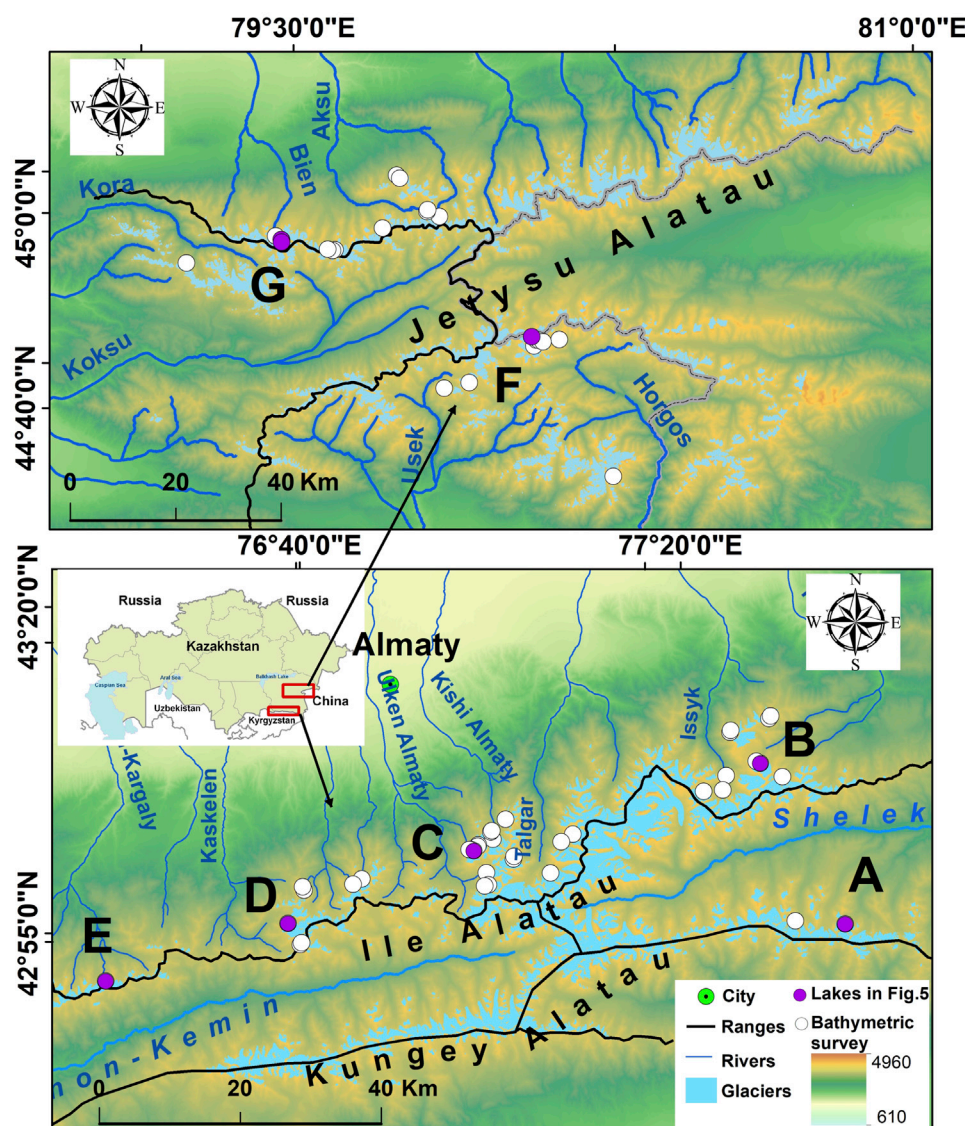 79°30'0"E
81°0'0"E
N
W
E
S
Aksu
Bien
Kora
45°0'0"N
Jerysu Alatau
G
Koksu
F
44°40'0"N
Usek
Horgos
0
20
40 Km
76°40'0"E
77°20'0"E
43°20'0"N
Russia
Russia
Kazakhstan
Caspian Sea
Aral Sea
Balkhash Lake
China
Uzbekistan
Kyrgyzstan
Almaty
N
W
E
S
Ulken Almaty
Kishi Almaty
Issyk
B
-Kargaly
Kaskelen
Talgar
C
Shelek
A
D
42°55'0"N
E
Ile Alatau
non-Kemin
Kungey Alatau
0
20
40 Km
City
Lakes in Fig.5
Ranges
Bathymetric
survey
Rivers
Glaciers
4960
610